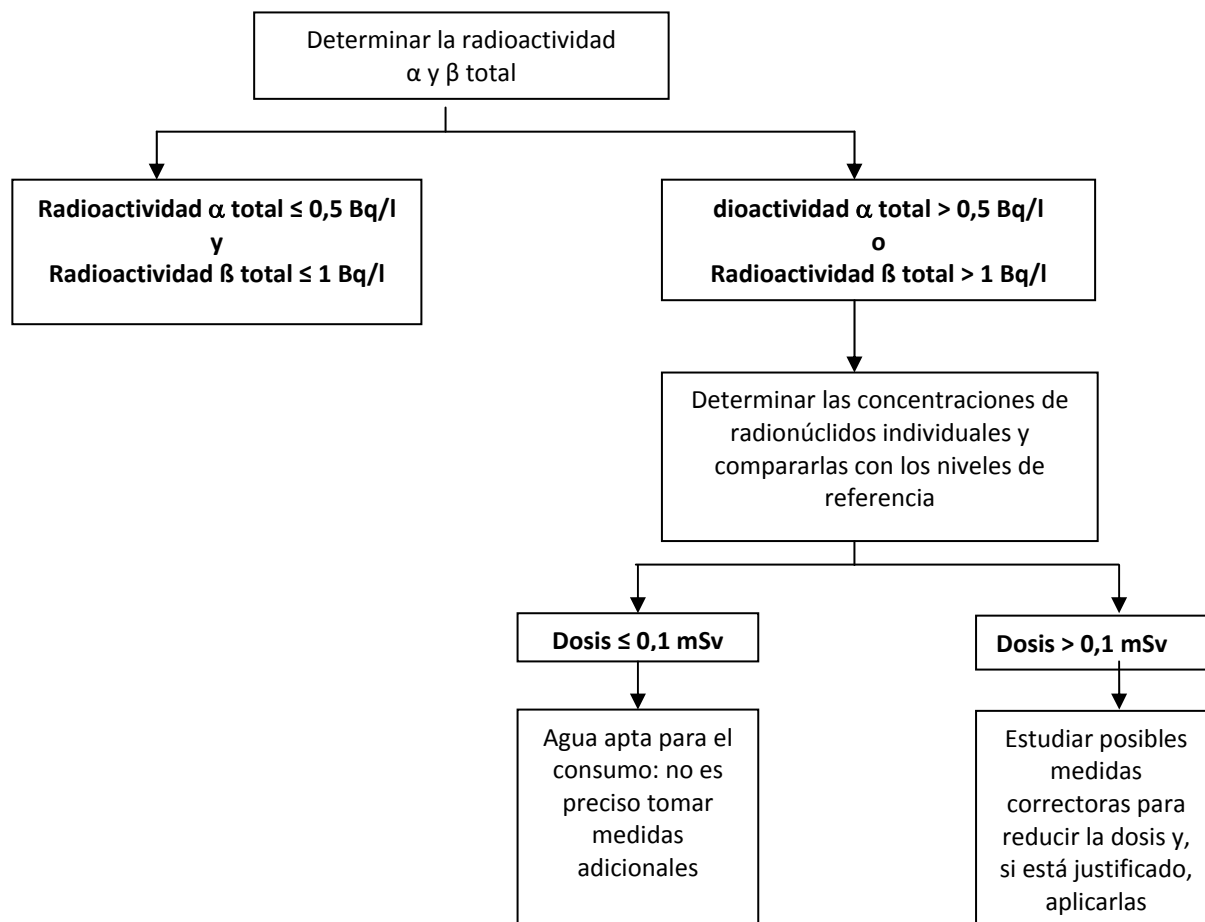 Determinar la radioactividad
α y β total
Radioactividad α total ≤ 0,5 Bq/l
y
Radioactividad ß total ≤ 1 Bq/l
dioactividad α total > 0,5 Bq/l
o
Radioactividad ß total > 1 Bq/l
Determinar las concentraciones de
radionúclidos individuales y
compararlas con los niveles de
referencia
Dosis ≤ 0,1 mSv
Dosis > 0,1 mSv
Agua apta para el
consumo: no es
preciso tomar
medidas
adicionales
Estudiar posibles
medidas
correctoras para
reducir la dosis y,
si está justificado,
aplicarlas